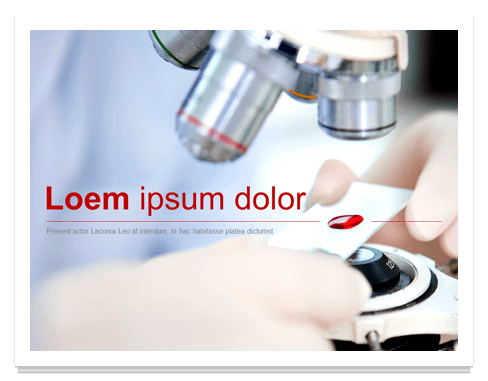 Loem ipsum dolor
Present actor Laconia Leo at interdum. In hac habitasse platea dictumst.